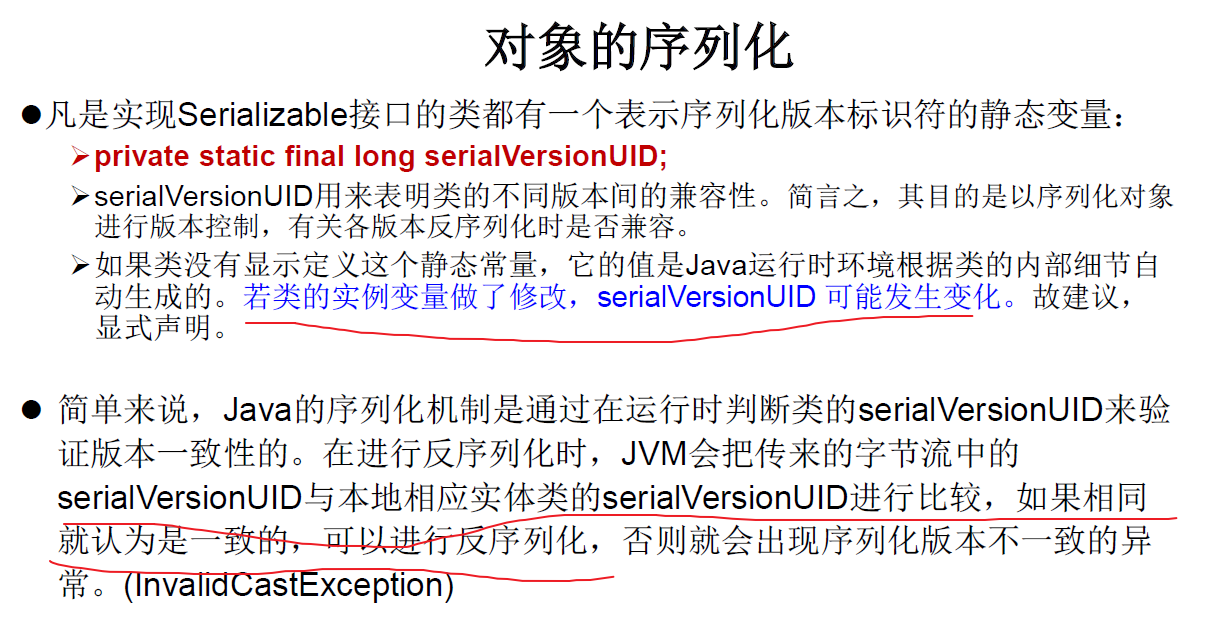 对象的序列化
●凡是实现Serializable接口的类都有一个表示序列化版本标识符的静态变量：
➢private static final long serialVersionUID;
➢serialVersionUID用来表明类的不同版本间的兼容性。简言之，其目的是以序列化对象
进行版本控制，有关各版本反序列化时是否兼容。
➢如果类没有显示定义这个静态常量，它的值是Java运行时环境根据类的内部细节自
动生成的。若类的实例变量做了修改，serialVersionUID 可能发生变化。故建议，
显式声明。
● 简单来说，Java的序列化机制是通过在运行时判断类的serialVersionUID来验
证版本一致性的。在进行反序列化时，JVM会把传来的字节流中的
serialVersionUID与本地相应实体类的serialVersionUID进行比较，如果相同
就认为是一致的，可以进行反序列化，否则就会出现序列化版本不一致的异
常。(InvalidCastException)